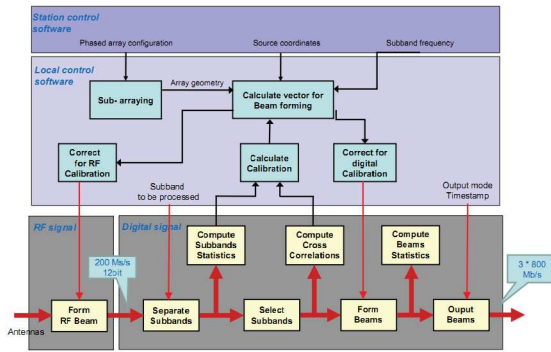 Station control
software
Phased array configuration
Source coordinates
Subband frequency
Local control
software
Sub- arraying
Array geometry
Calculate vector for
Beam forming
Correct
for RF
Calibration
Calculate
Calibration
Correct for
digital
Calibration
Subband
to be processed
Output mode
Timestamp
RF signal
Digital signal
200 Ms/s
12bit
Compute
Subbands
Statistics
Compute
Cross
Correlations
Compute
Beams
Statistics
3 * 800
Mb/s
Antennas
Form
RF Beam
Separate
Subbands
Select
Subbands
Form
Beams
Ouput
Beams